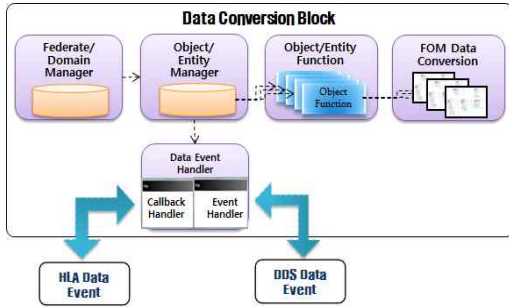 Data Conversion Block
Federate/
Domain
Manager
Object/
Entity
Manager
Object/Entity
Function
Object
Function
FOM Data
Conversion
Data Event
Handler
Callback
Handler
Event
Handler
HLA Data
Event
DDS Data
Event